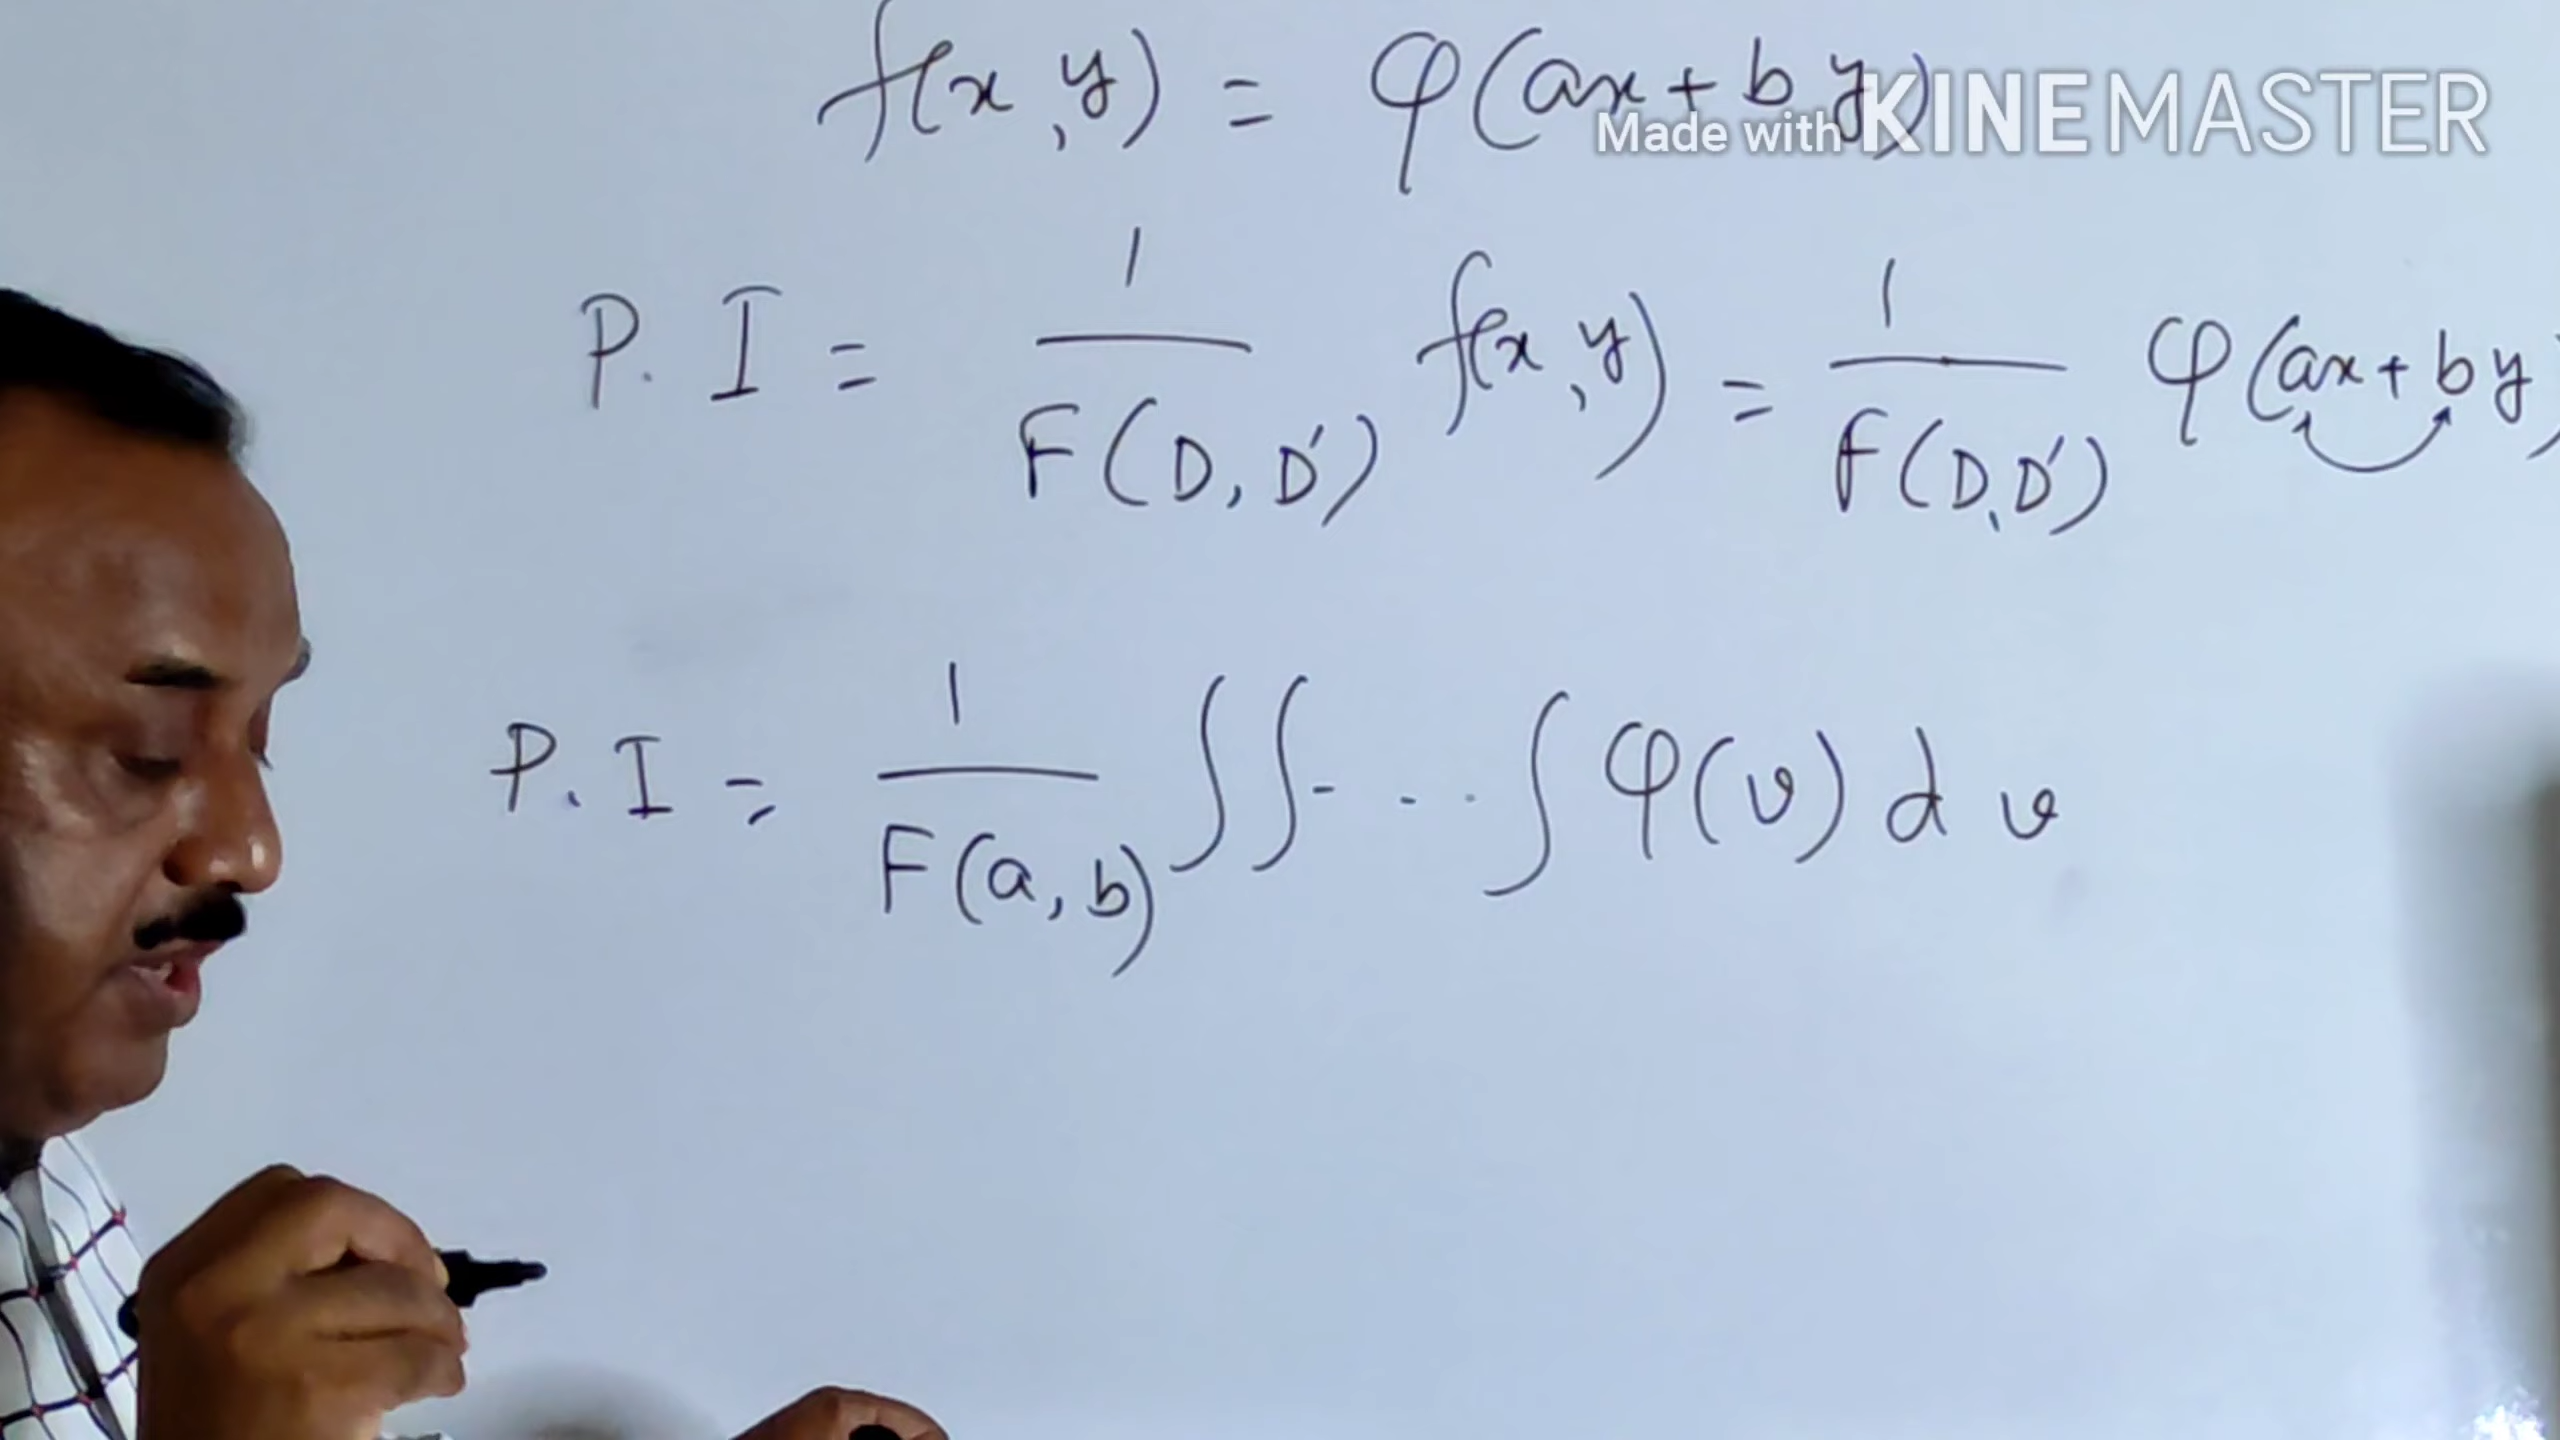 f(x,y) = φ(ax+by)
Made with KINEMASTER
P.I = 1/F(D,D′) f(x,y) = 1/F(D,D′) φ(ax+by)
P.I = 1/F(a,b) ∫∫-...∫ φ(v) dv